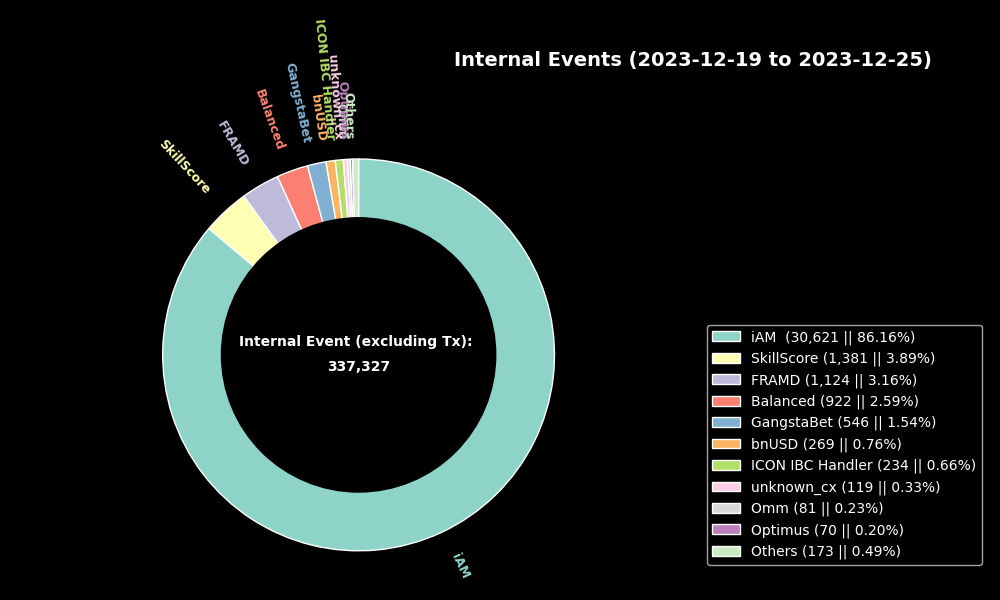 Internal Events (2023-12-19 to 2023-12-25)
SkillScore
FRAMD
Balanced
GangstaBet
bnUSD
ICON IBC Handler
unknown_cx
Optimus
Others
Internal Event (excluding Tx):
337,327
iAM
iAM  (30,621 || 86.16%)
SkillScore (1,381 || 3.89%)
FRAMD (1,124 || 3.16%)
Balanced (922 || 2.59%)
GangstaBet (546 || 1.54%)
bnUSD (269 || 0.76%)
ICON IBC Handler (234 || 0.66%)
unknown_cx (119 || 0.33%)
Omm (81 || 0.23%)
Optimus (70 || 0.20%)
Others (173 || 0.49%)